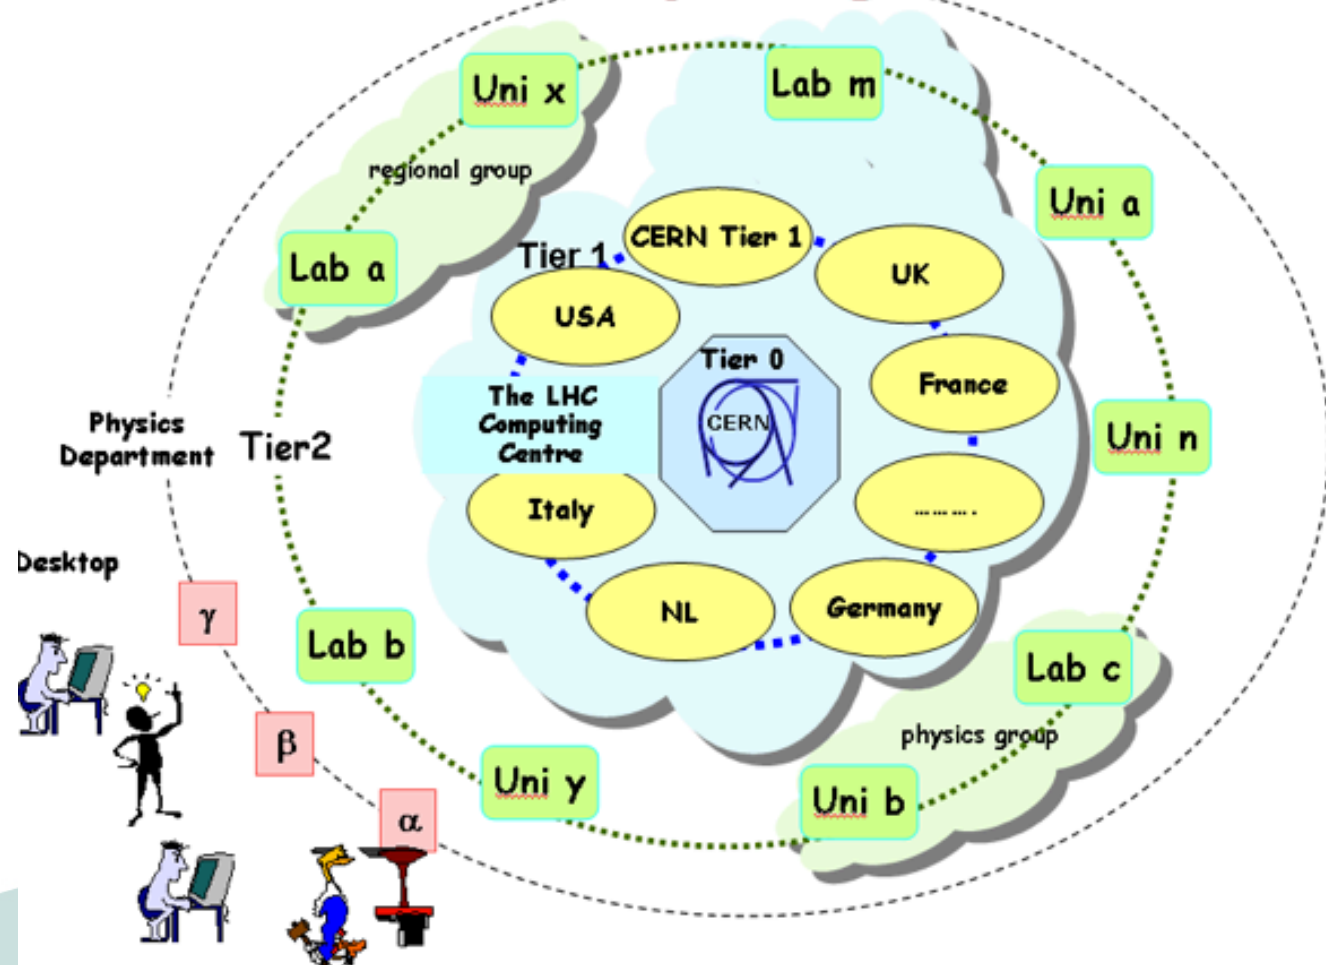 Uni x
Lab m
regional group
Uni a
CERN Tier 1
Tier 1
Lab a
UK
USA
Tier 0
France
The LHC
Computing
Centre
CERN
Physics
Department
Tier2
Uni n
Italy
……….
Desktop
γ
NL
Germany
Lab b
Lab c
physics group
β
Uni y
Uni b
α